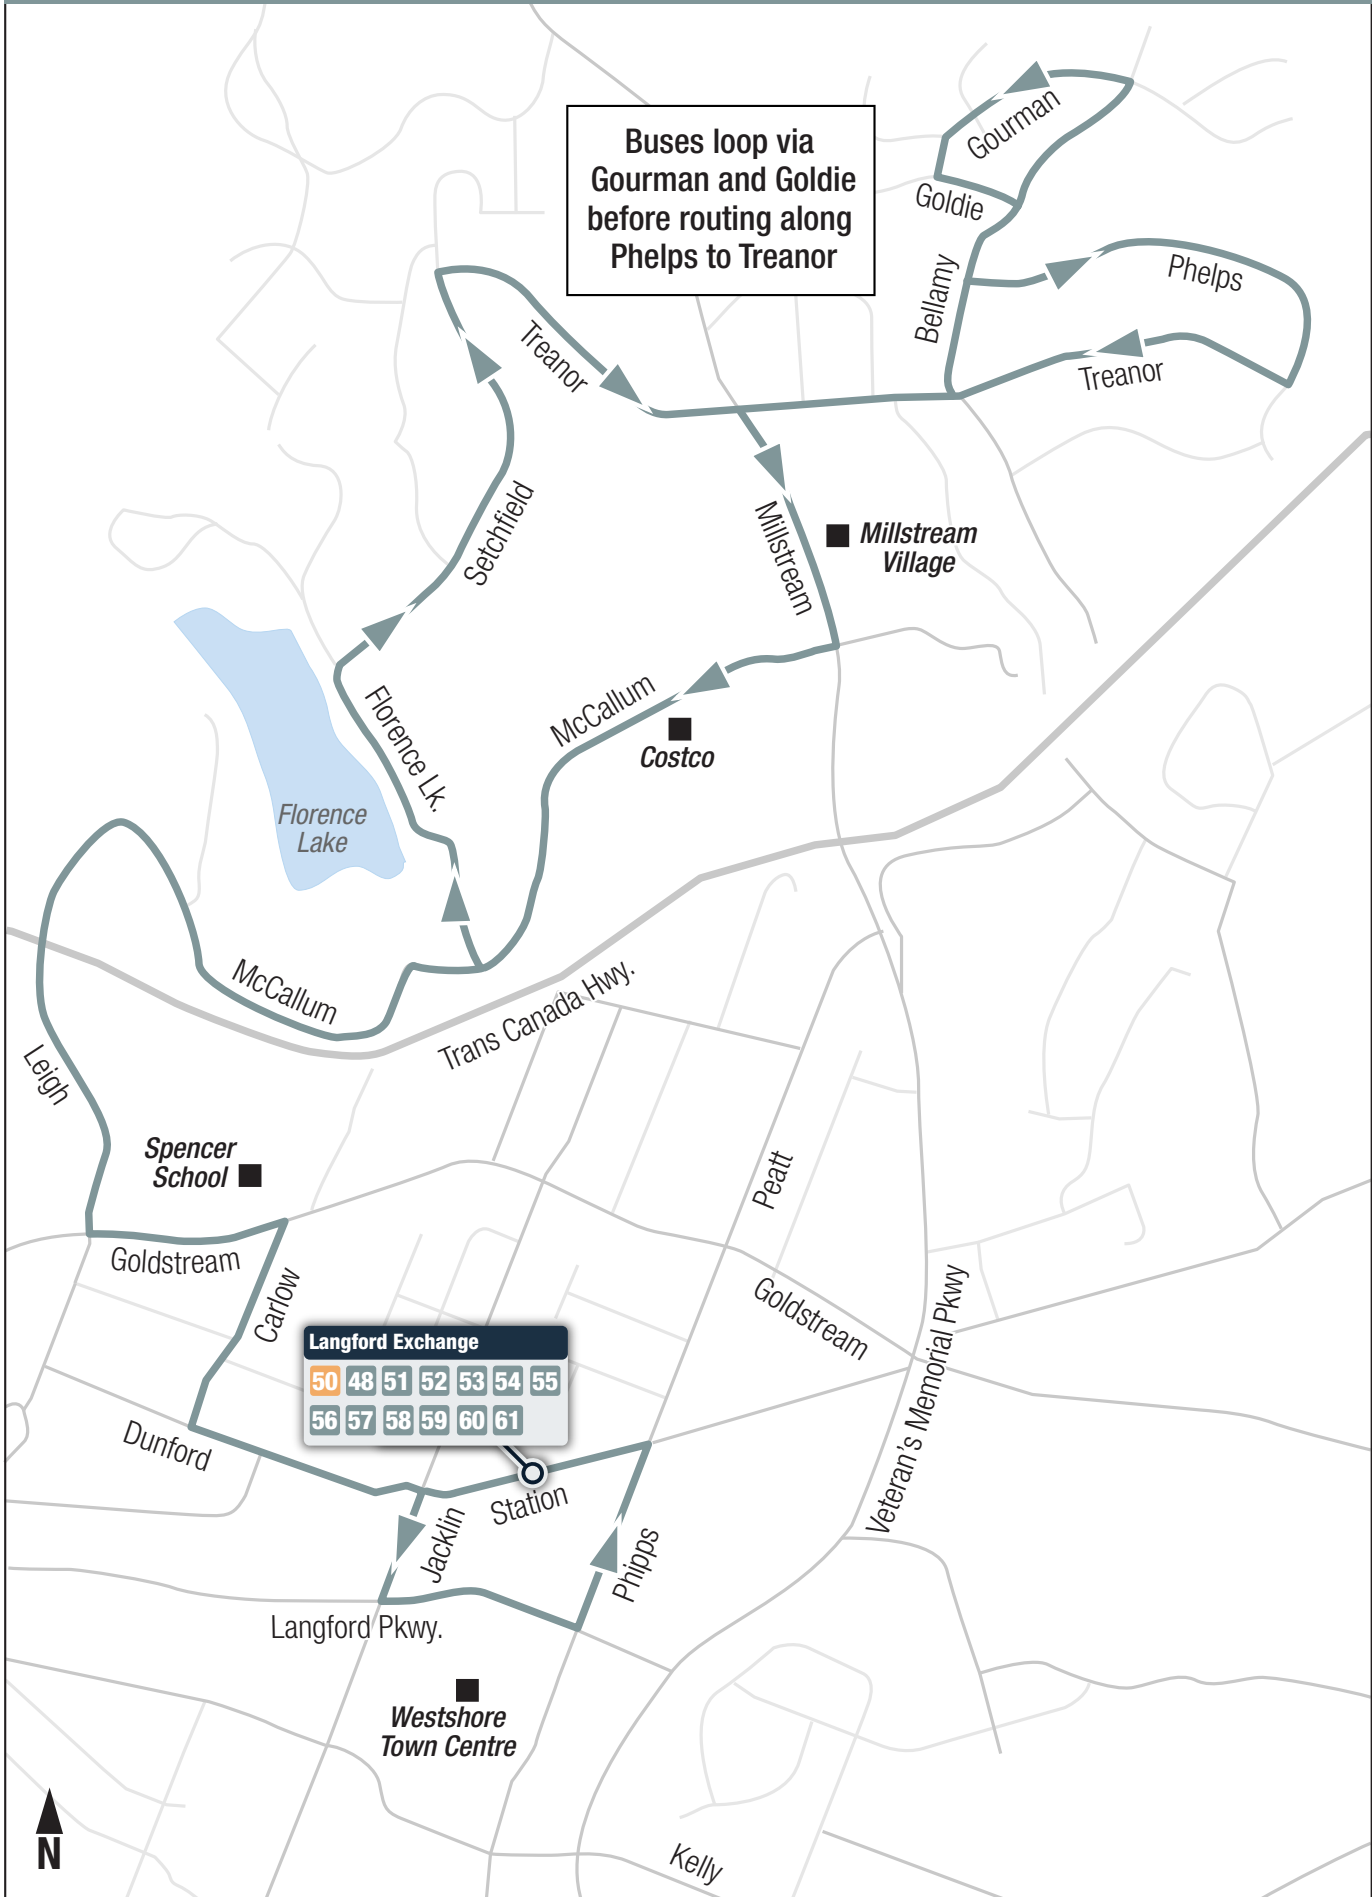 Buses loop via
Gourman and Goldie
before routing along
Phelps to Treanor
Gourman
Goldie
Bellamy
Phelps
Treanor
Treanor
Setchfield
Millstream
Millstream
Village
McCallum
Costco
Florence Lk.
Florence
Lake
McCallum
Trans Canada Hwy.
Leigh
Spencer
School
Peatt
Goldstream
Carlow
Goldstream
Veteran's Memorial Pkwy
Langford Exchange
50 48 51 52 53 54 55
56 57 58 59 60 61
Dunford
Station
Jacklin
Phipps
Langford Pkwy.
Westshore
Town Centre
N
Kelly